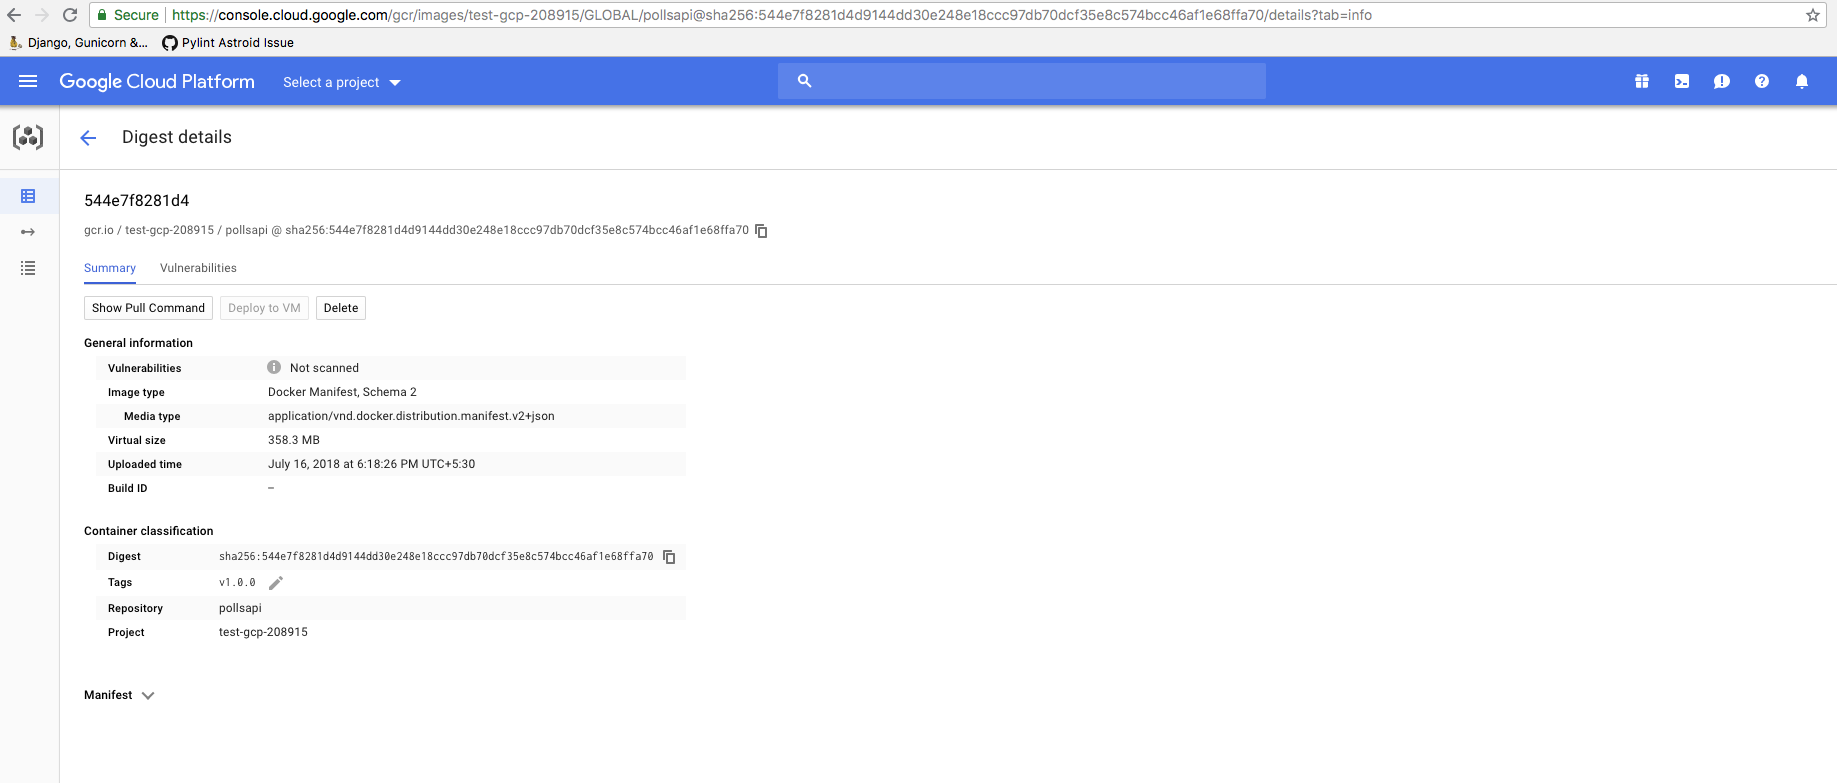 Secure https://console.cloud.google.com/gcr/images/test-gcp-208915/GLOBAL/pollsapi@sha256:544e7f8281d4d9144dd30e248e18ccc97db70dcf35e8c574bcc46af1e68ffa70/details?tab=info
Django, Gunicorn &... Pylint Astroid Issue
Google Cloud Platform Select a project
Digest details
544e7f8281d4
gcr.io / test-gcp-208915 / pollsapi @ sha256:544e7f8281d4d9144dd30e248e18ccc97db70dcf35e8c574bcc46af1e68ffa70
Summary Vulnerabilities
Show Pull Command Deploy to VM Delete
General information
Vulnerabilities Not scanned
Image type Docker Manifest, Schema 2
Media type application/vnd.docker.distribution.manifest.v2+json
Virtual size 358.3 MB
Uploaded time July 16, 2018 at 6:18:26 PM UTC+5:30
Build ID –
Container classification
Digest sha256:544e7f8281d4d9144dd30e248e18ccc97db70dcf35e8c574bcc46af1e68ffa70
Tags v1.0.0
Repository pollsapi
Project test-gcp-208915
Manifest